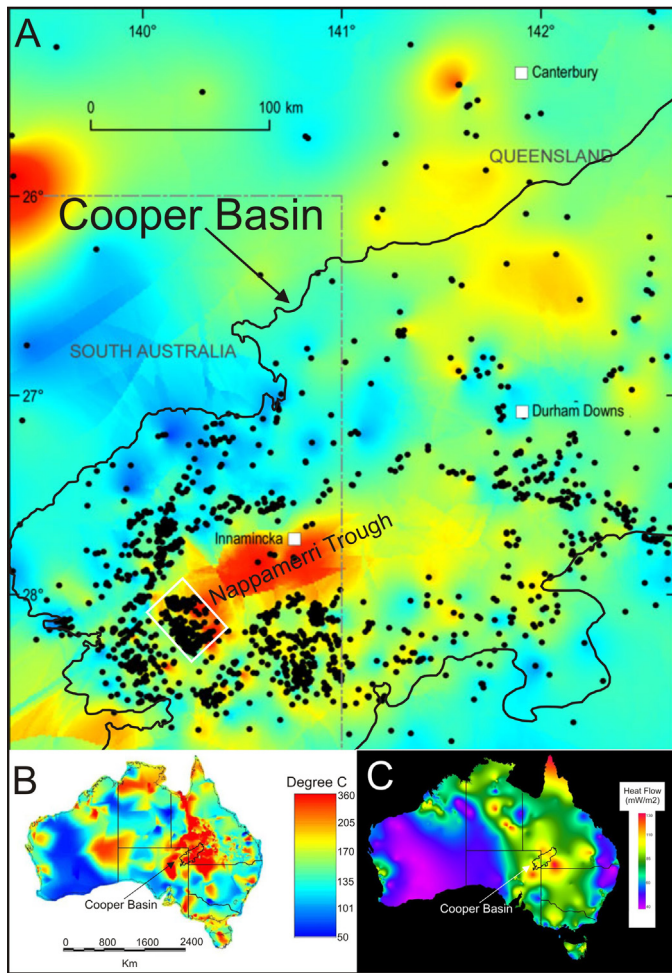 A
140°
141°
142°
Canterbury
0
100 km
QUEENSLAND
26°
Cooper Basin
SOUTH AUSTRALIA
27°
Durham Downs
Innamincka
Nappamerri Trough
28°
B
Degree C
360
260
170
135
101
50
Cooper Basin
0 800 1600 2400
Km
C
Heat Flow
(mW/m2)
Cooper Basin